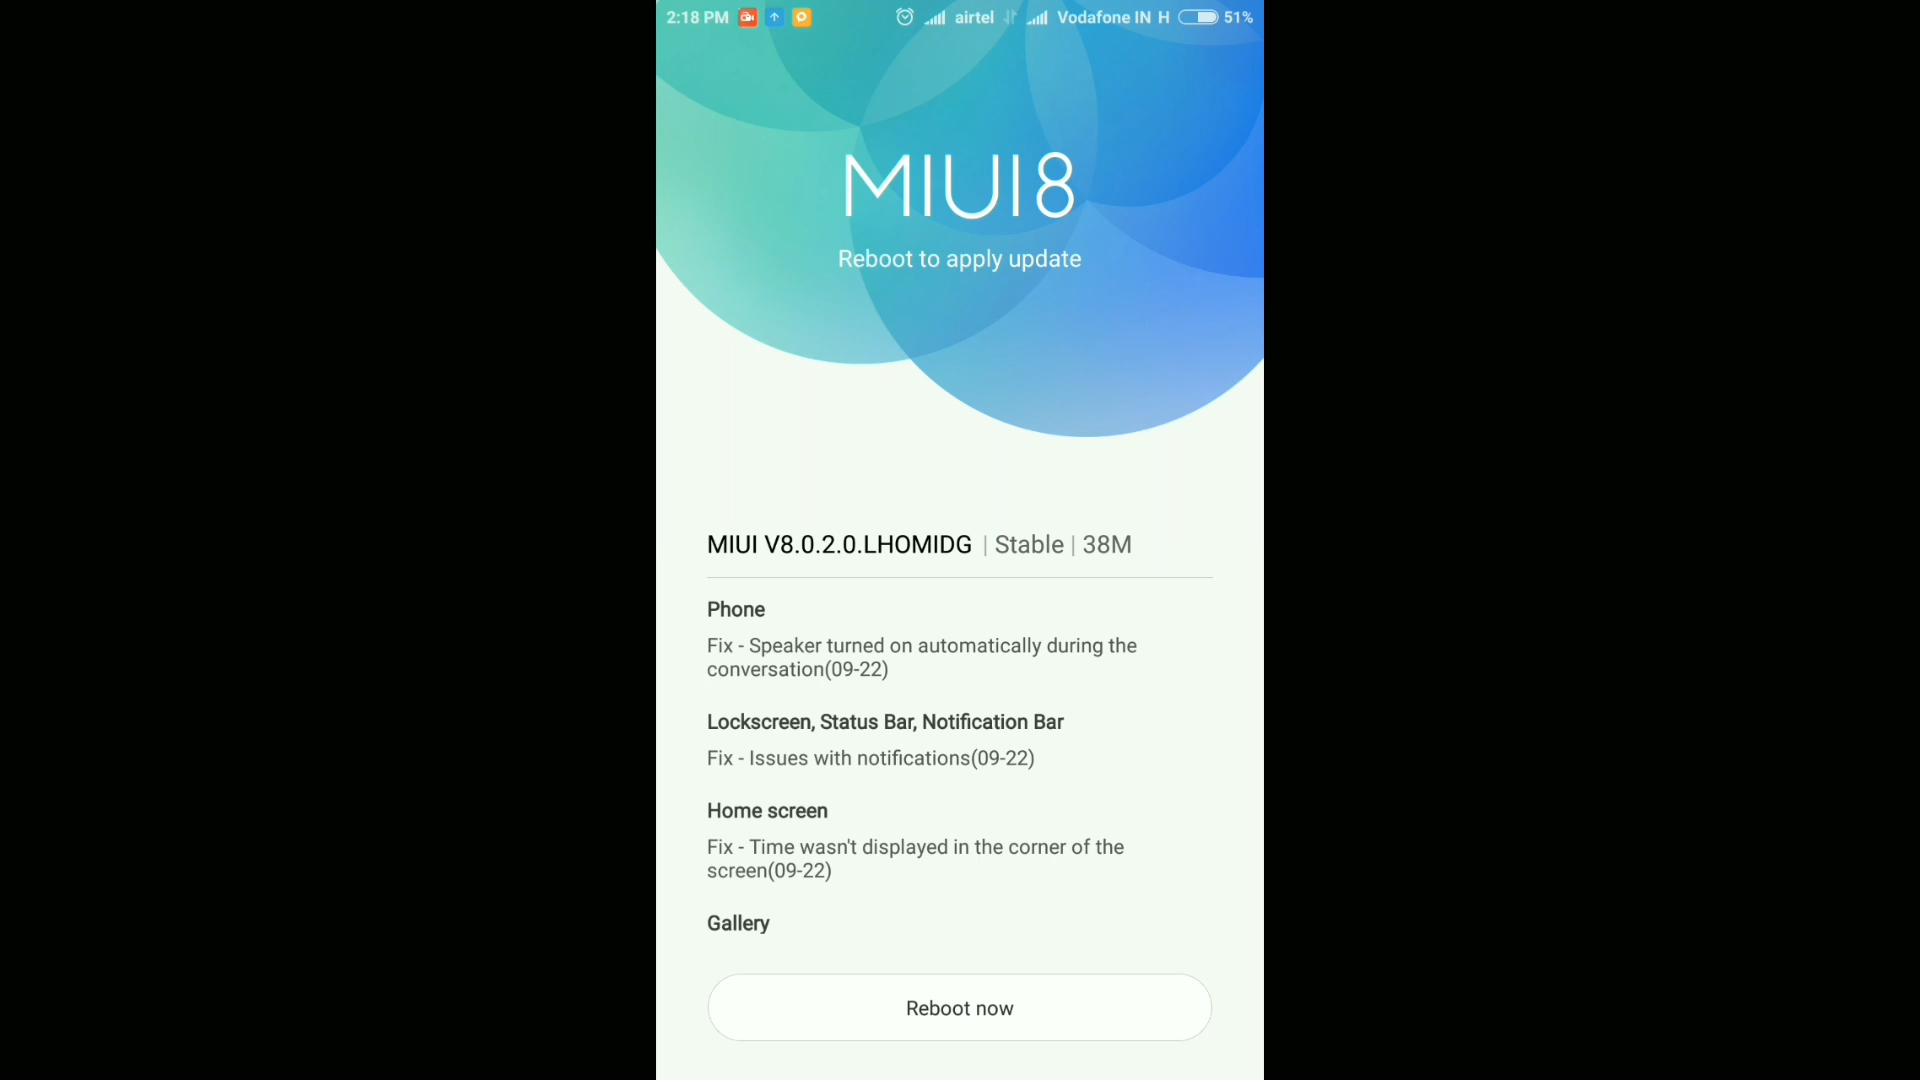 2:18 PM airtel Vodafone IN H 51%
MIUI 8
Reboot to apply update
MIUI V8.0.2.0.LHOMIDG | Stable | 38M
Phone
Fix - Speaker turned on automatically during the
conversation(09-22)
Lockscreen, Status Bar, Notification Bar
Fix - Issues with notifications(09-22)
Home screen
Fix - Time wasn't displayed in the corner of the
screen(09-22)
Gallery
Reboot now